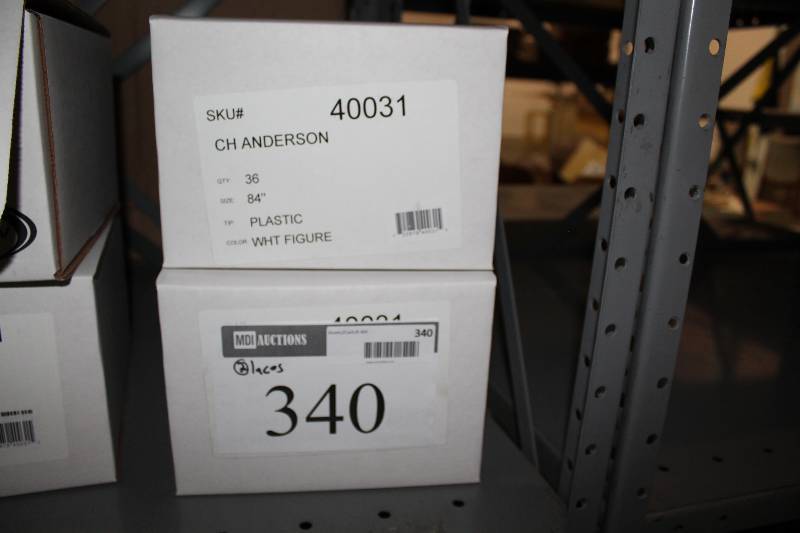 SKU# 40031
CH ANDERSON
QTY: 36
SIZE: 84"
TIP: PLASTIC
COLOR: WHT FIGURE
40031
MDI AUCTIONS 340
② laces
340